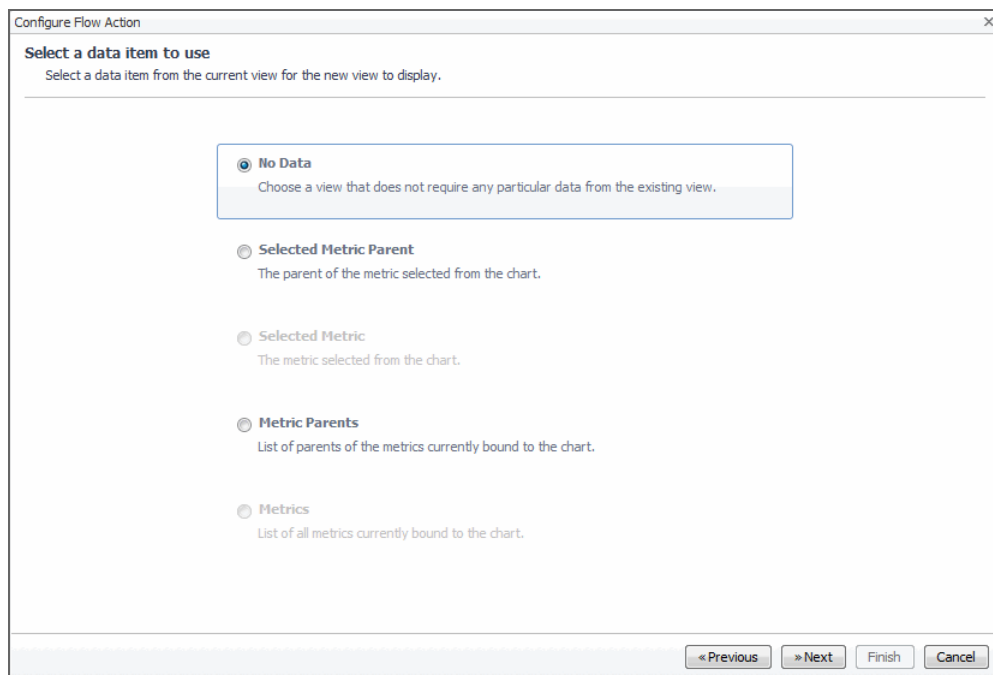 Configure Flow Action
Select a data item to use
Select a data item from the current view for the new view to display.
No Data
Choose a view that does not require any particular data from the existing view.
Selected Metric Parent
The parent of the metric selected from the chart.
Selected Metric
The metric selected from the chart.
Metric Parents
List of parents of the metrics currently bound to the chart.
Metrics
List of all metrics currently bound to the chart.
« Previous » Next Finish Cancel